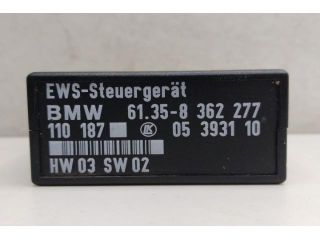 EWS-Steuergerät
BMW 61.35-8 362 277
110 187 05 3931 10
HW 03 SW 02